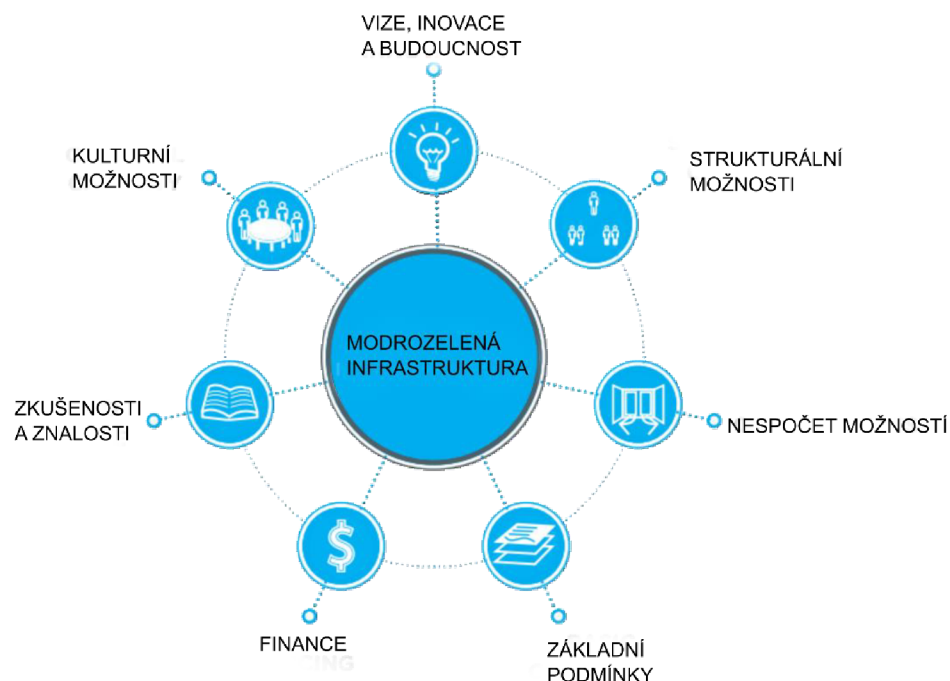 VIZE, INOVACE
A BUDOUCNOST
KULTURNÍ
MOŽNOSTI
STRUKTURÁLNÍ
MOŽNOSTI
MODROZELENÁ
INFRASTRUKTURA
ZKUŠENOSTI
A ZNALOSTI
NESPOČET MOŽNOSTÍ
$
FINANCE
ZÁKLADNÍ
PODMÍNKY